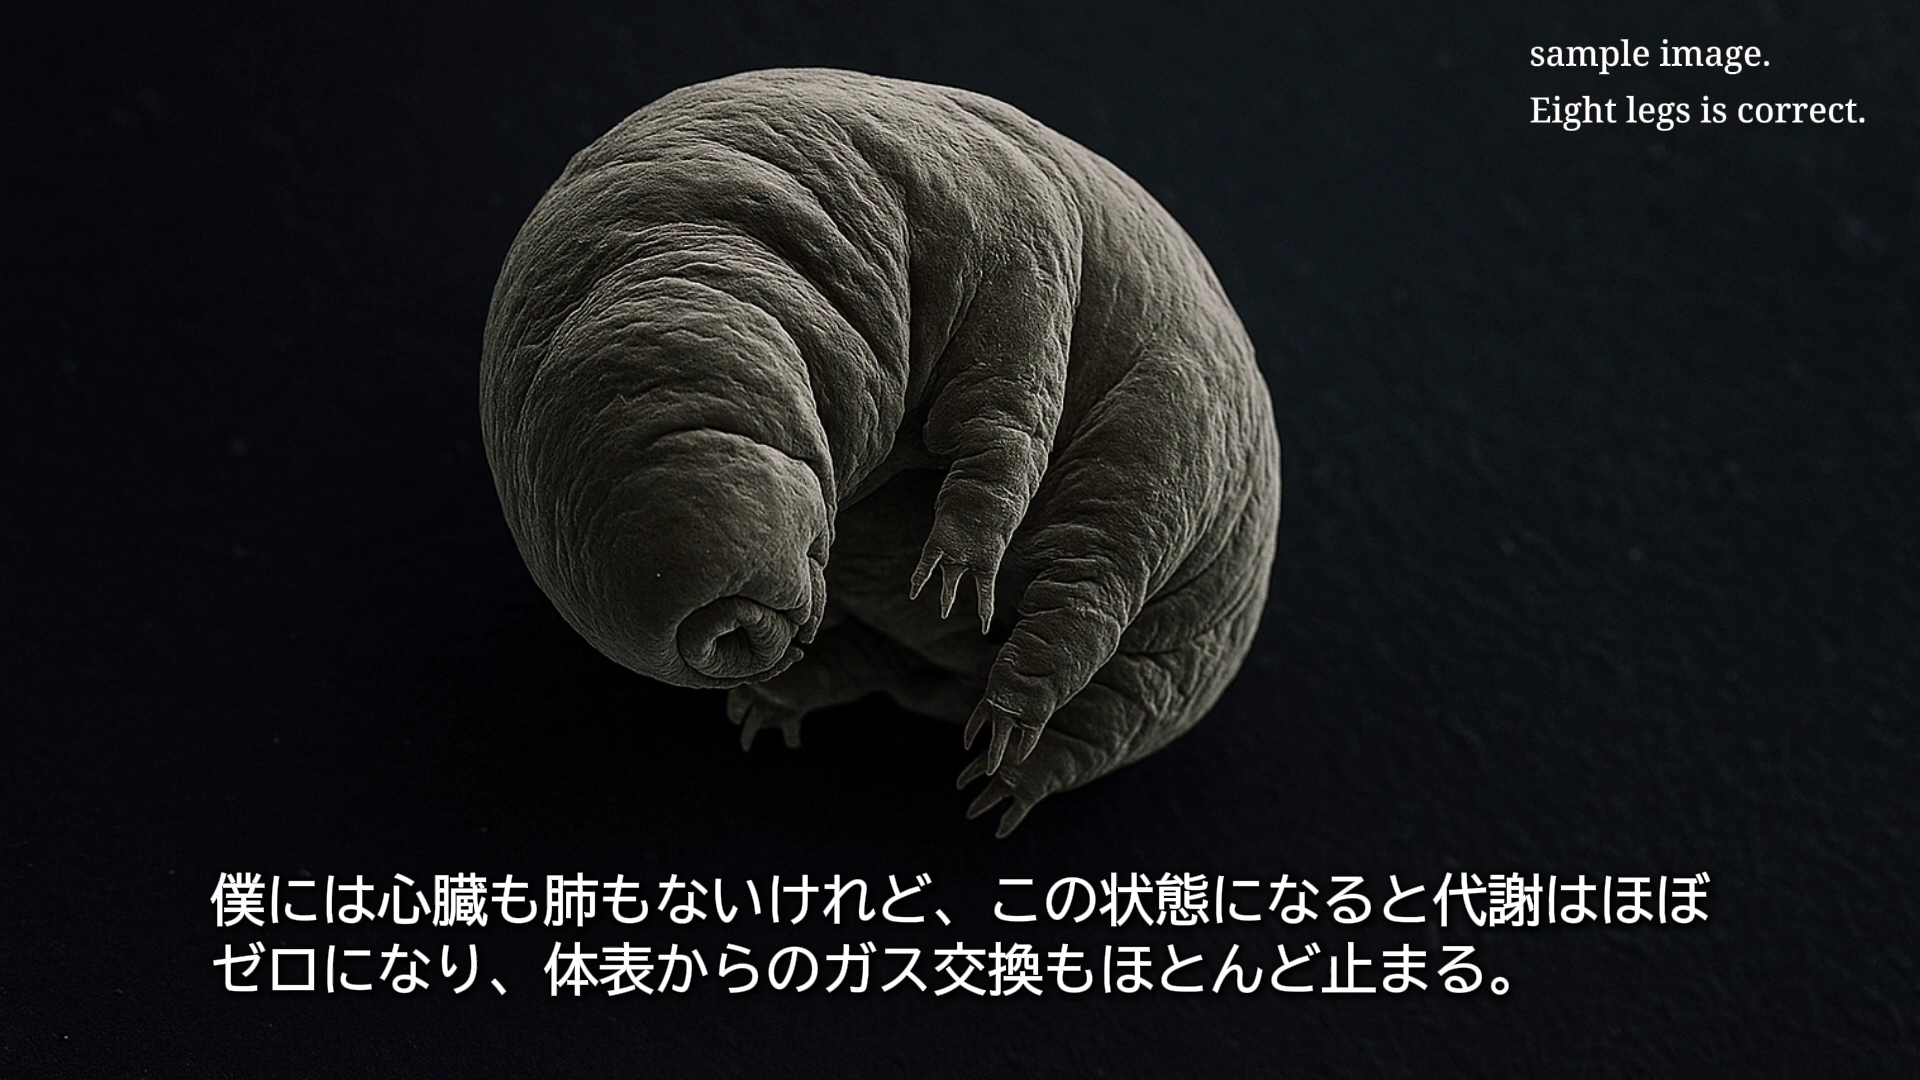 sample image.
Eight legs is correct.
僕には心臓も肺もないけれど、この状態になると代謝はほぼ
ゼロになり、体表からのガス交換もほとんど止まる。